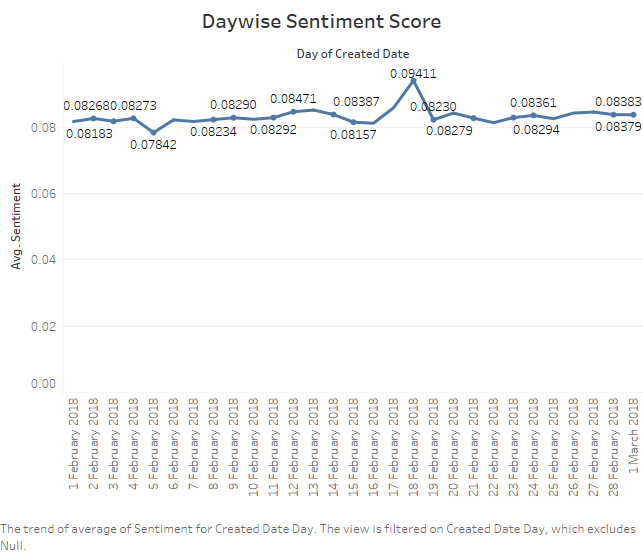 Daywise Sentiment Score
Day of Created Date
0.09411
0.08268
0.08273
0.08290
0.08471
0.08387
0.08230
0.08361
0.08383
0.08183
0.07842
0.08234
0.08292
0.08157
0.08279
0.08294
0.08379
Avg. Sentiment
0.08
0.06
0.04
0.02
0.00
1 February 2018
2 February 2018
3 February 2018
4 February 2018
5 February 2018
6 February 2018
7 February 2018
8 February 2018
9 February 2018
10 February 2018
11 February 2018
12 February 2018
13 February 2018
14 February 2018
15 February 2018
16 February 2018
17 February 2018
18 February 2018
19 February 2018
20 February 2018
21 February 2018
22 February 2018
23 February 2018
24 February 2018
25 February 2018
26 February 2018
27 February 2018
28 February 2018
1 March 2018
The trend of average of Sentiment for Created Date Day. The view is filtered on Created Date Day, which excludes
Null.